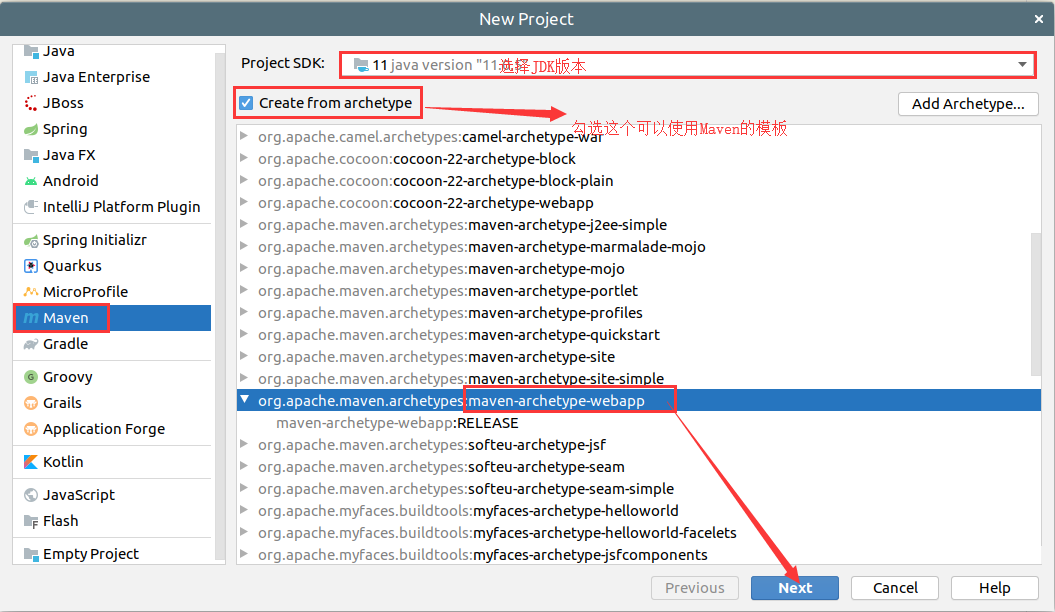 New Project
Java
Java Enterprise
JBoss
Spring
Java FX
Android
IntelliJ Platform Plugin
Spring Initializr
Quarkus
MicroProfile
Maven
Gradle
Groovy
Grails
Application Forge
Kotlin
JavaScript
Flash
Empty Project
Project SDK:
11 java version "11 选择JDK版本
Create from archetype
Add Archetype...
勾选这个可以使用Maven的模板
org.apache.camel.archetypes:camel-archetype-war
org.apache.cocoon:cocoon-22-archetype-block
org.apache.cocoon:cocoon-22-archetype-block-plain
org.apache.cocoon:cocoon-22-archetype-webapp
org.apache.maven.archetypes:maven-archetype-j2ee-simple
org.apache.maven.archetypes:maven-archetype-marmalade-mojo
org.apache.maven.archetypes:maven-archetype-mojo
org.apache.maven.archetypes:maven-archetype-portlet
org.apache.maven.archetypes:maven-archetype-profiles
org.apache.maven.archetypes:maven-archetype-quickstart
org.apache.maven.archetypes:maven-archetype-site
org.apache.maven.archetypes:maven-archetype-site-simple
org.apache.maven.archetypes:maven-archetype-webapp
maven-archetype-webapp:RELEASE
org.apache.maven.archetypes:softeu-archetype-jsf
org.apache.maven.archetypes:softeu-archetype-seam
org.apache.maven.archetypes:softeu-archetype-seam-simple
org.apache.myfaces.buildtools:myfaces-archetype-helloworld
org.apache.myfaces.buildtools:myfaces-archetype-helloworld-facelets
org.apache.myfaces.buildtools:myfaces-archetype-jsfcomponents
Previous
Next
Cancel
Help